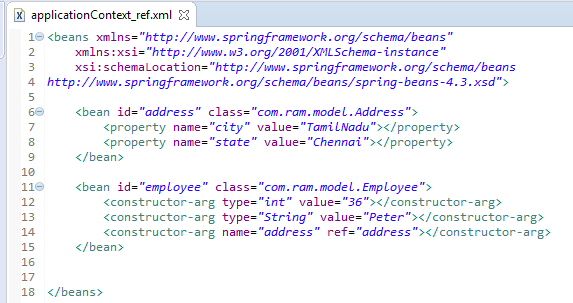 applicationContext_ref.xml
1 <beans xmlns="http://www.springframework.org/schema/beans"
2 xmlns:xsi="http://www.w3.org/2001/XMLSchema-instance"
3 xsi:schemaLocation="http://www.springframework.org/schema/beans
4 http://www.springframework.org/schema/beans/spring-beans-4.3.xsd">
5
6 <bean id="address" class="com.ram.model.Address">
7 <property name="city" value="TamilNadu"></property>
8 <property name="state" value="Chennai"></property>
9 </bean>
10
11 <bean id="employee" class="com.ram.model.Employee">
12 <constructor-arg type="int" value="36"></constructor-arg>
13 <constructor-arg type="String" value="Peter"></constructor-arg>
14 <constructor-arg name="address" ref="address"></constructor-arg>
15 </bean>
16
17
18 </beans>